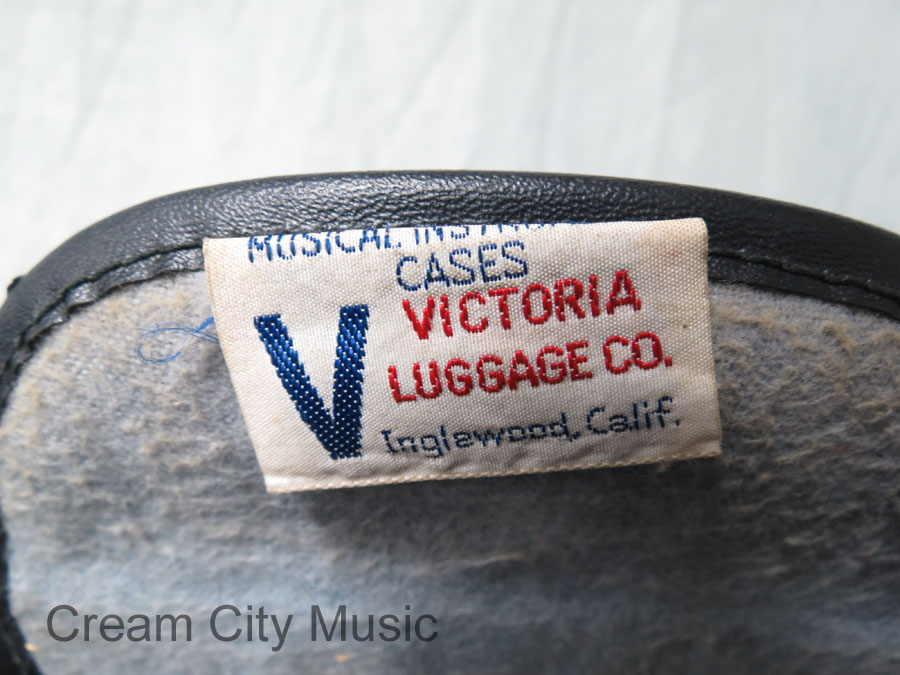 MUSICAL
CASES
V
VICTORIA
LUGGAGE CO.
Inglewood, Calif.
Cream City Music